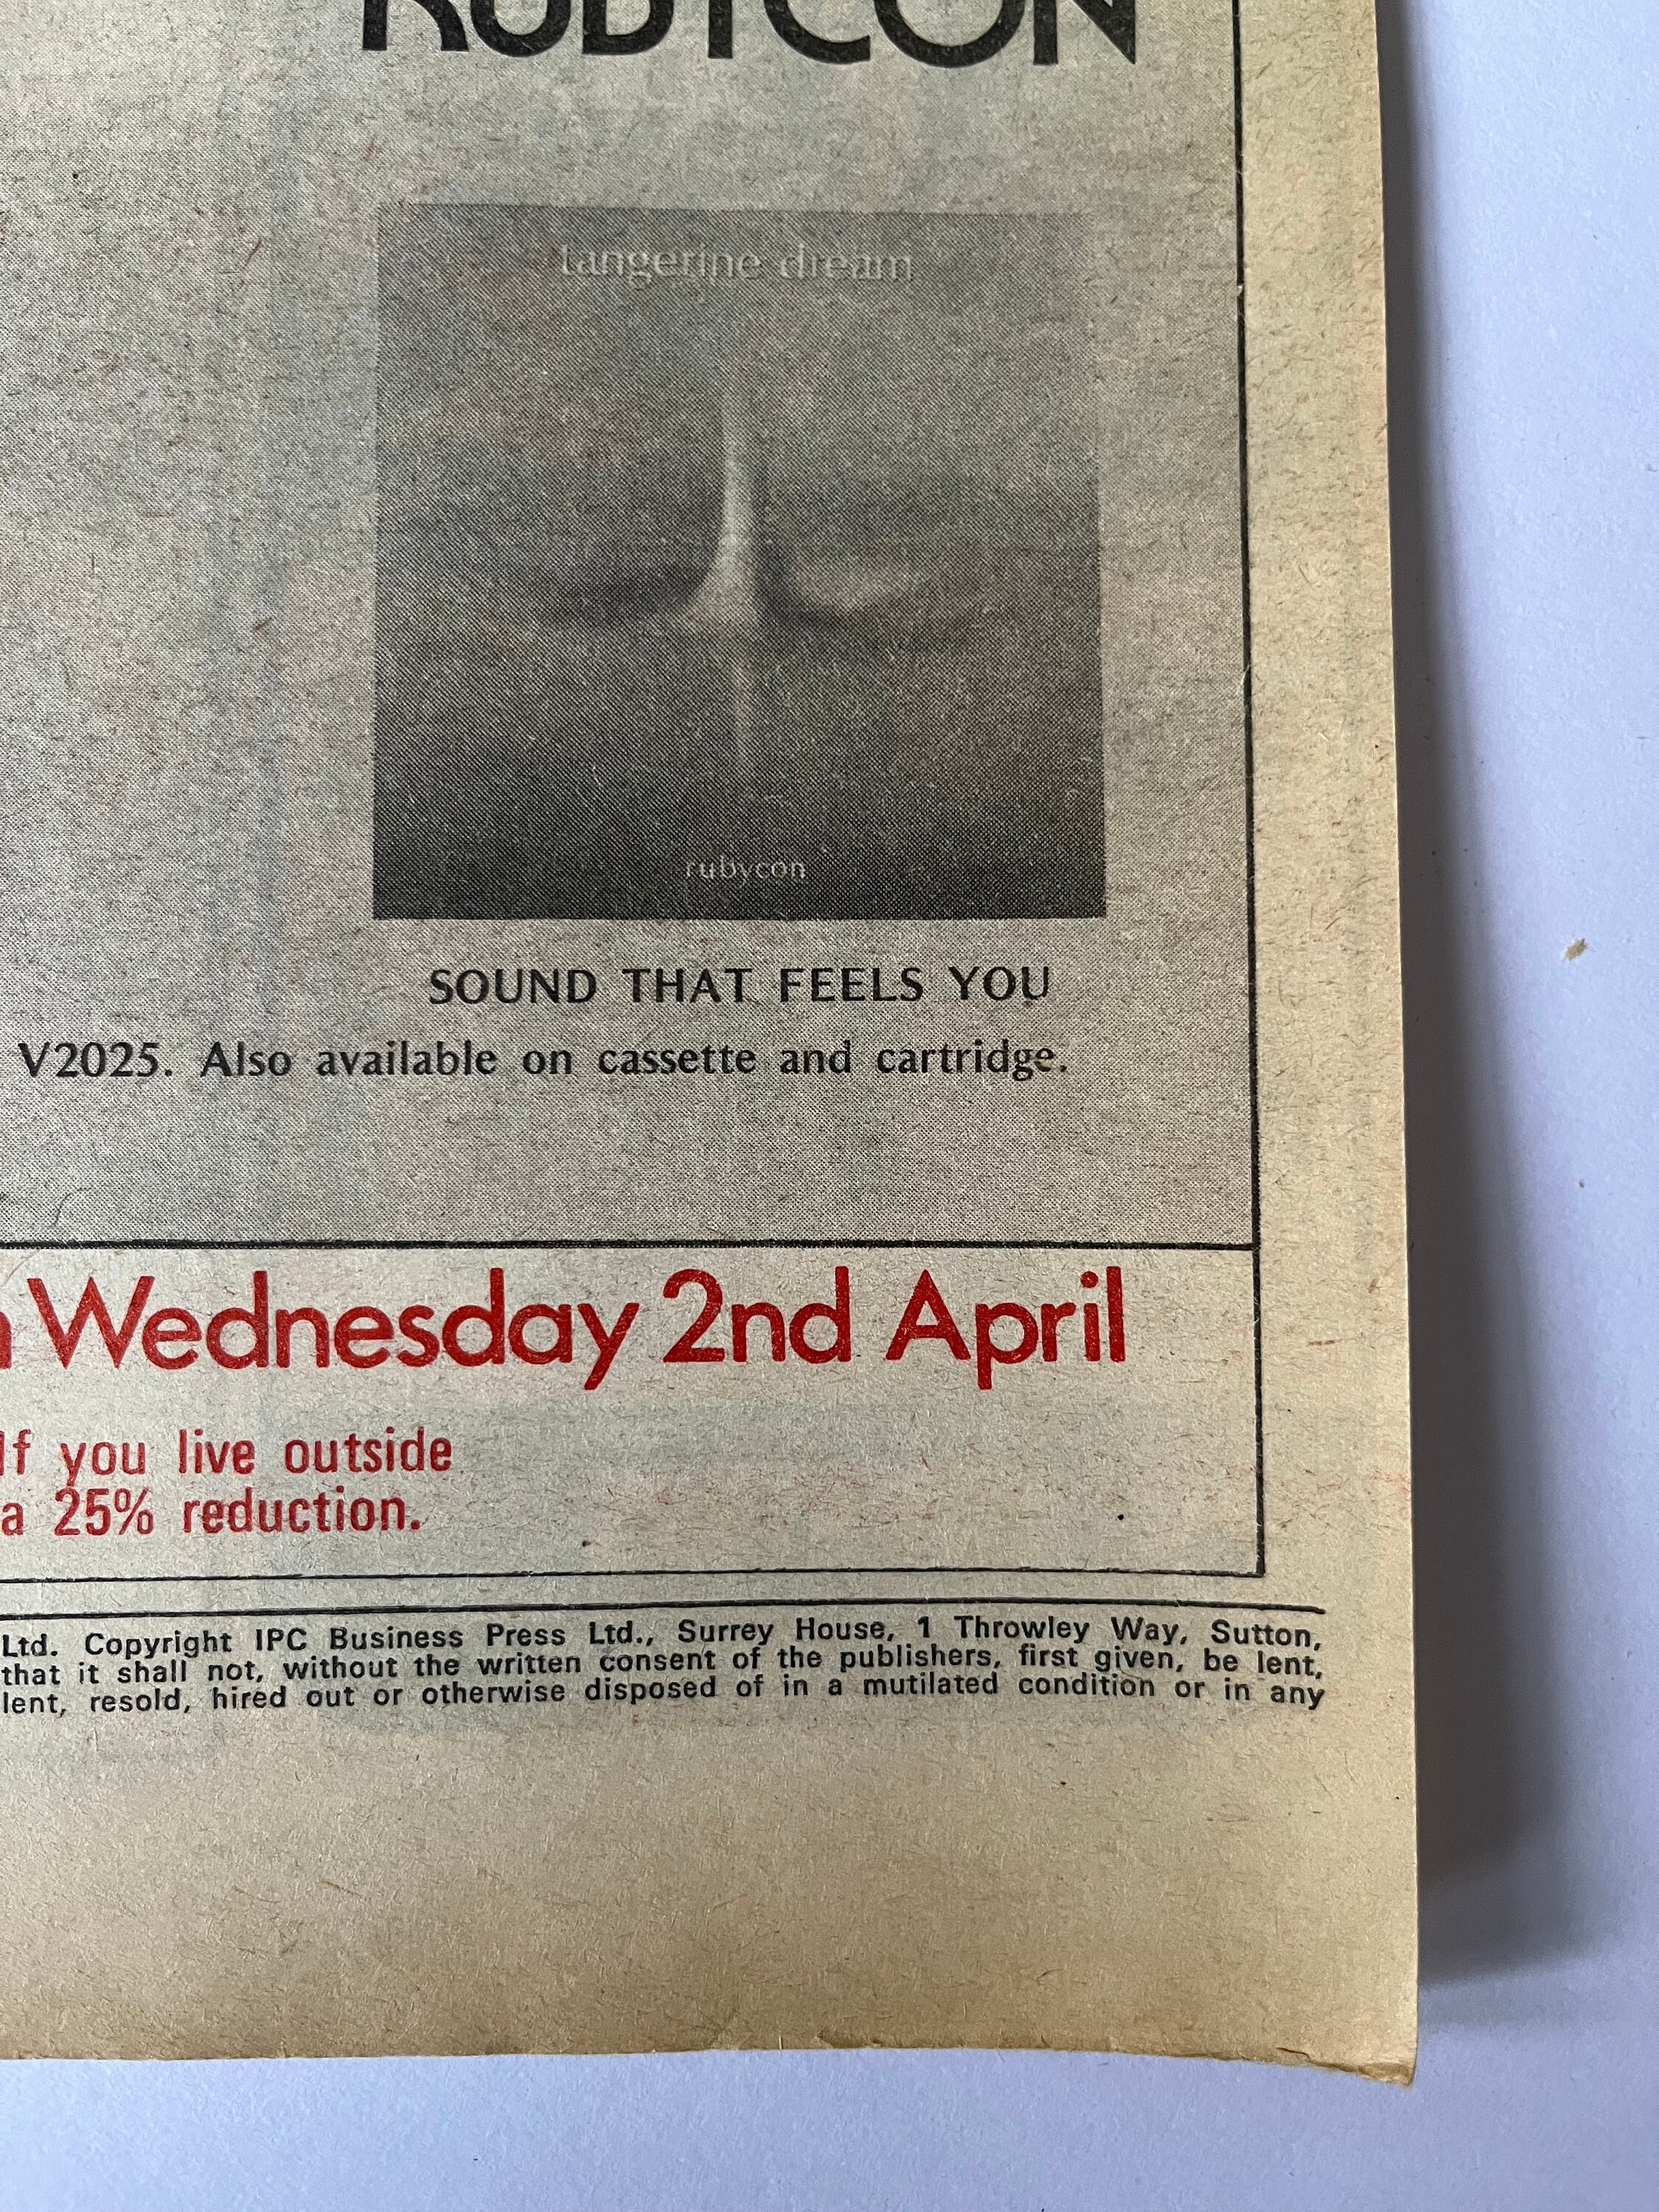 RUBYCON
tangerine dream
rubycon
SOUND THAT FEELS YOU
V2025. Also available on cassette and cartridge.
Wednesday 2nd April
If you live outside
a 25% reduction.
Ltd. Copyright IPC Business Press Ltd., Surrey House, 1 Throwley Way, Sutton,
that it shall not, without the written consent of the publishers, first given, be lent,
lent, resold, hired out or otherwise disposed of in a mutilated condition or in any